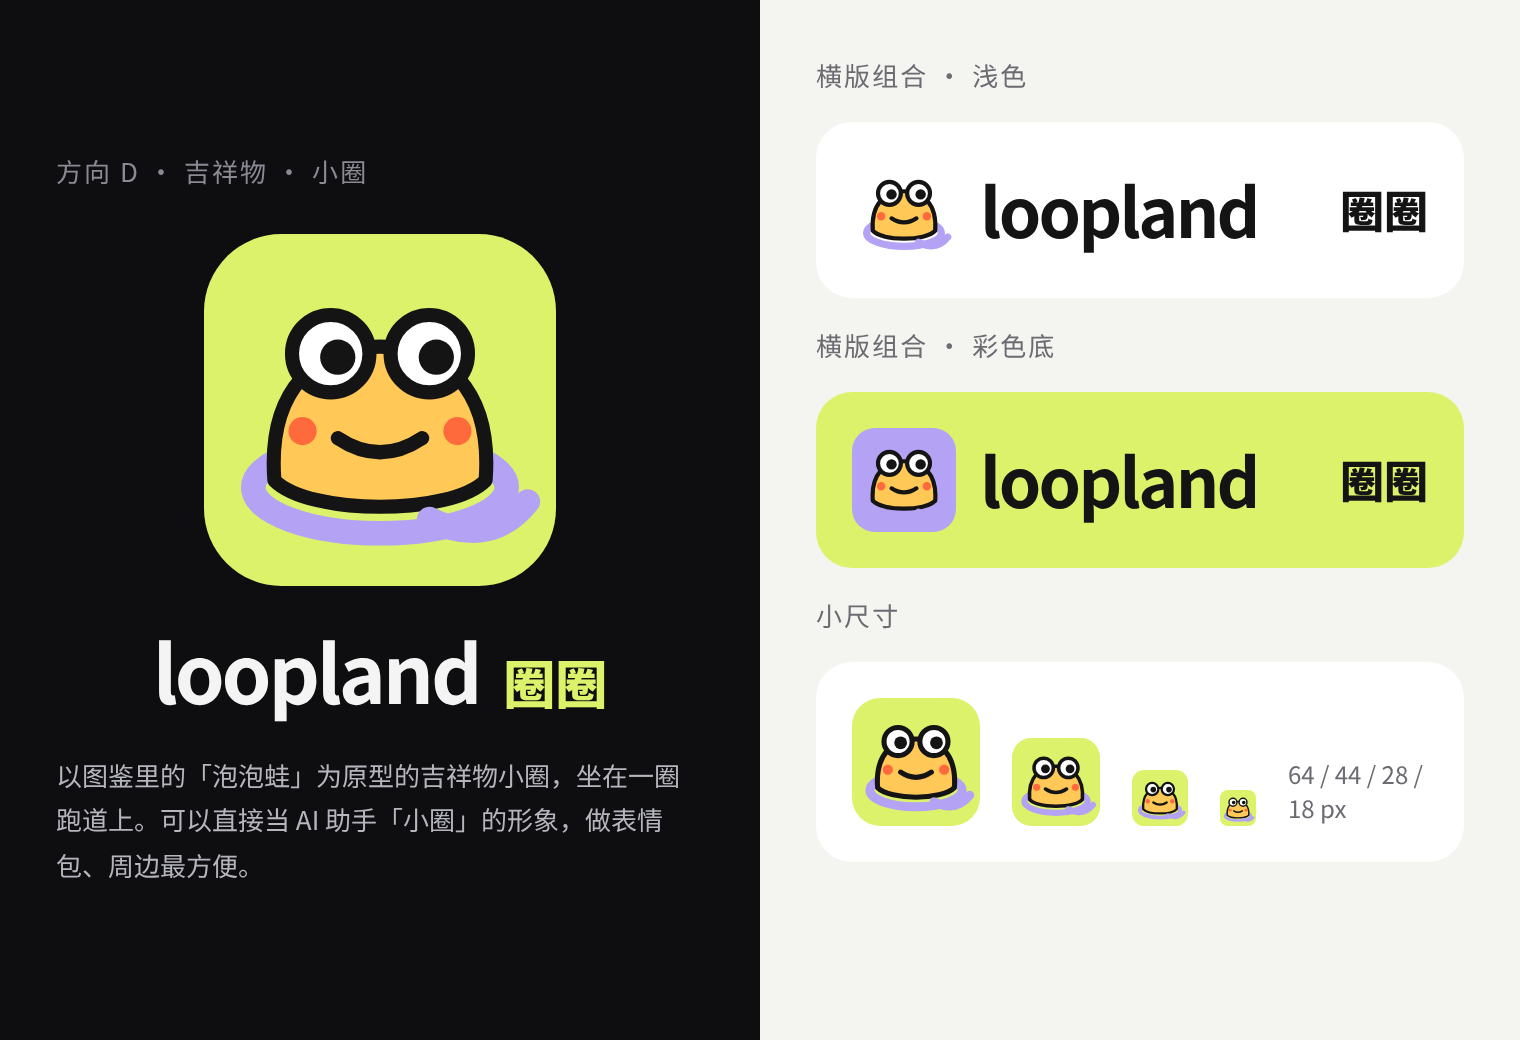 方向 D · 吉祥物 · 小圈
loopland 圈圈
以图鉴里的「泡泡蛙」为原型的吉祥物小圈，坐在一圈
跑道上。可以直接当 AI 助手「小圈」的形象，做表情
包、周边最方便。
横版组合 · 浅色
loopland 圈圈
横版组合 · 彩色底
loopland 圈圈
小尺寸
64 / 44 / 28 /
18 px